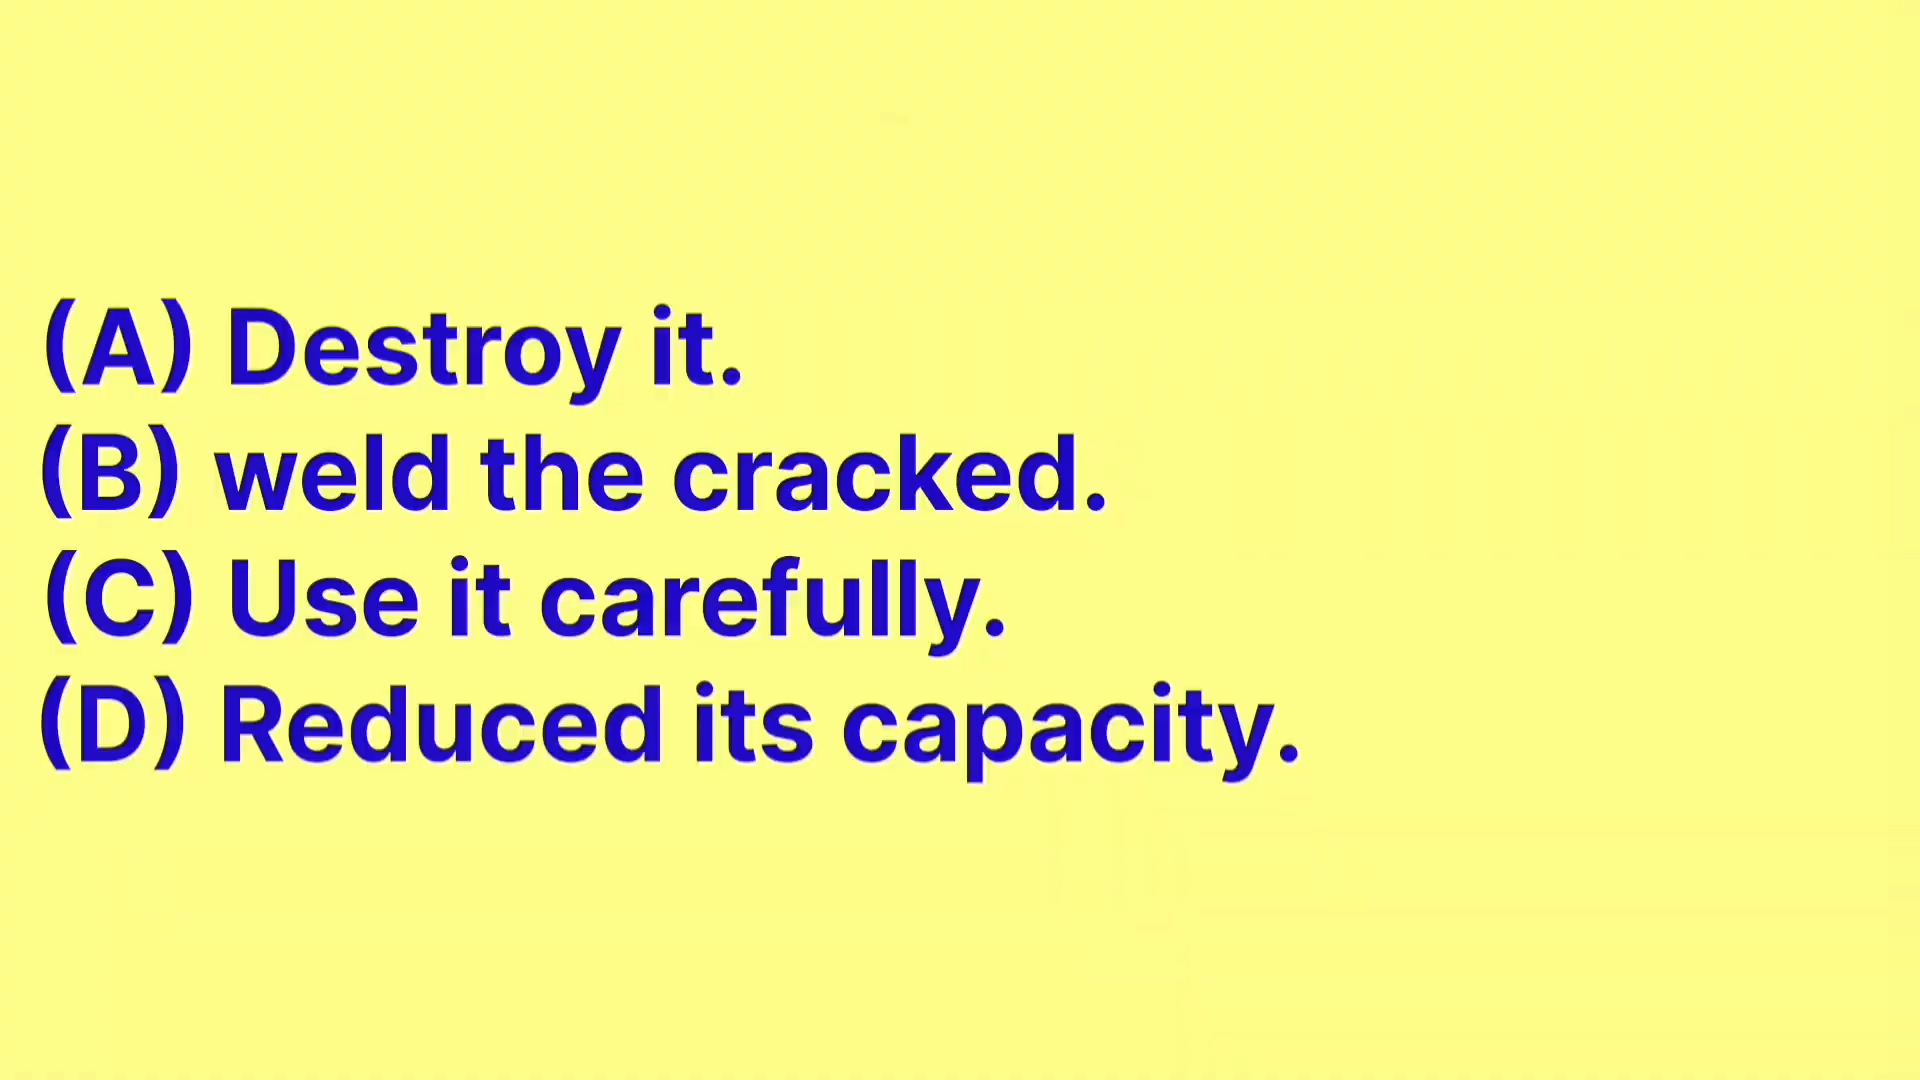 (A) Destroy it.
(B) weld the cracked.
(C) Use it carefully.
(D) Reduced its capacity.